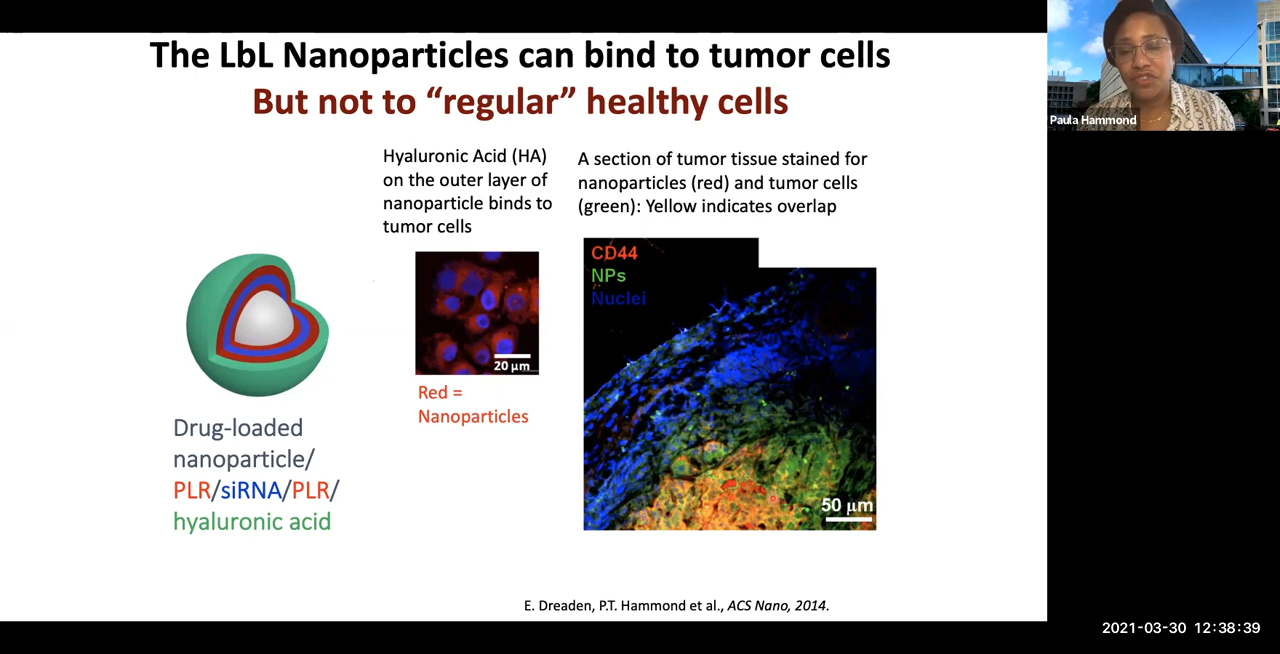 The LbL Nanoparticles can bind to tumor cells
But not to “regular” healthy cells
Paula Hammond
Hyaluronic Acid (HA)
on the outer layer of
nanoparticle binds to
tumor cells
A section of tumor tissue stained for
nanoparticles (red) and tumor cells
(green): Yellow indicates overlap
CD44
NPs
Nuclei
20 µm
Red =
Nanoparticles
50 µm
Drug-loaded
nanoparticle/
PLR/siRNA/PLR/
hyaluronic acid
E. Dreaden, P.T. Hammond et al., ACS Nano, 2014.
2021-03-30 12:38:39